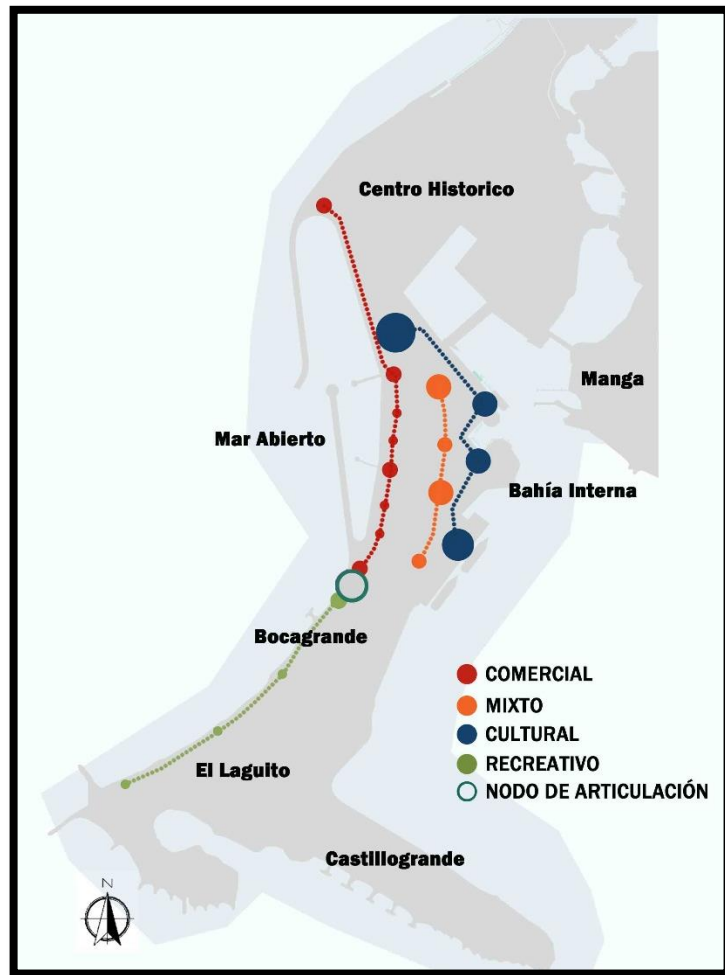 Centro Historico
Manga
Mar Abierto
Bahía Interna
Bocagrande
COMERCIAL
MIXTO
CULTURAL
RECREATIVO
NODO DE ARTICULACIÓN
El Laguito
Castillogrande
N